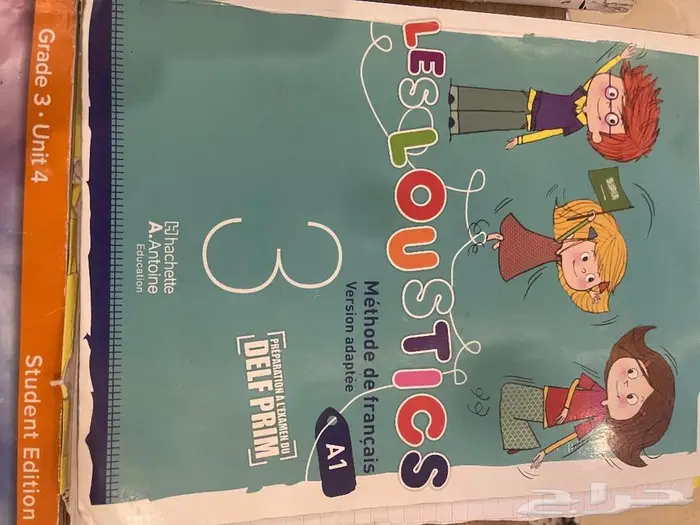 LES LOUSTICS
Méthode de français
Version adaptée
A1
3
PRÉPARATION À L'EXAMEN DU
DELF PRIM
hachette
A.Antoine
Education
Grade 3 • Unit 4
Student Edition
حراج